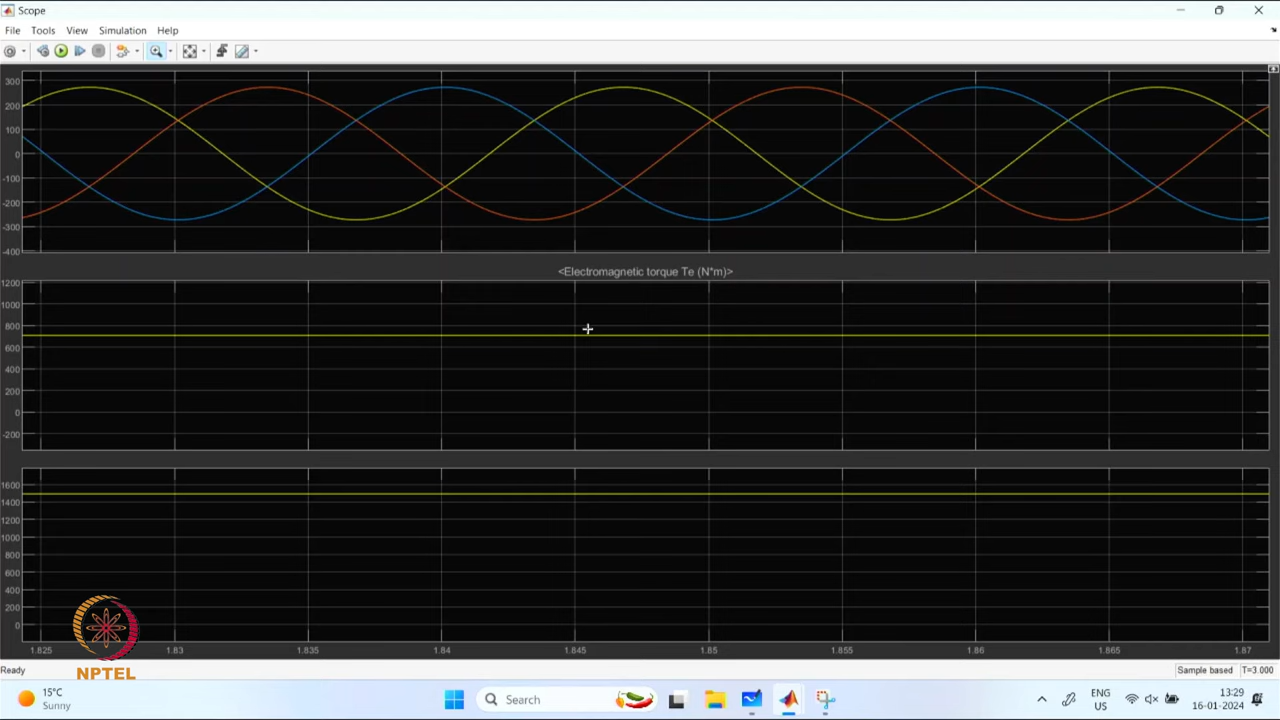 Scope
File Tools View Simulation Help
300
200
100
0
-100
-200
-300
-400
<Electromagnetic torque Te (N*m)>
1200
1000
800
600
400
200
0
-200
1600
1400
1200
1000
800
600
400
200
0
1.825 1.83 1.835 1.84 1.845 1.85 1.855 1.86 1.865 1.87
NPTEL
Ready Sample based T=3.000
15°C
Sunny
Search
ENG
US
13:29
16-01-2024